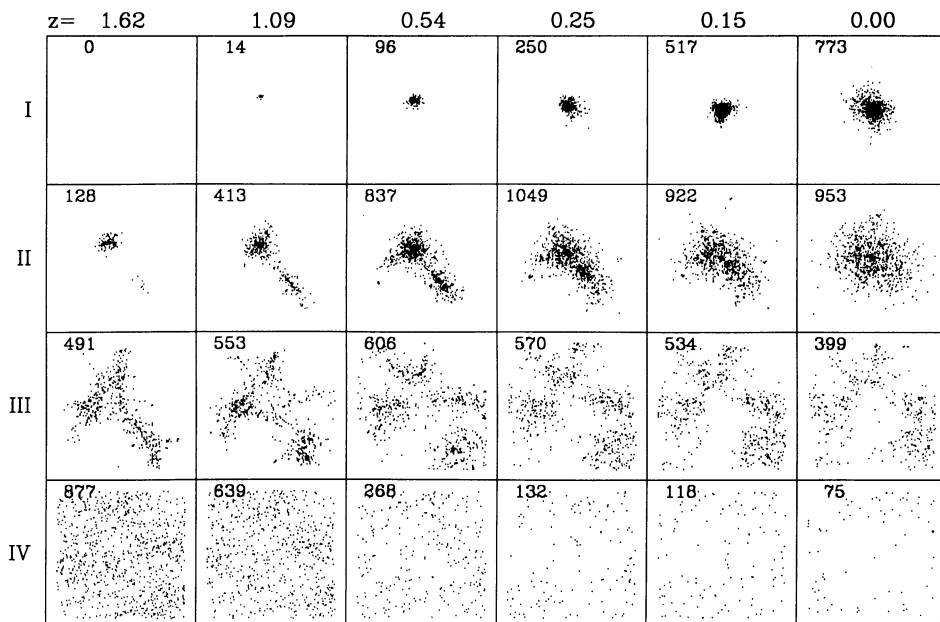 z= 1.62 1.09 0.54 0.25 0.15 0.00
0 14 96 250 517 773
I
128 413 837 1049 922 953
II
491 553 606 570 534 399
III
877 639 268 132 118 75
IV